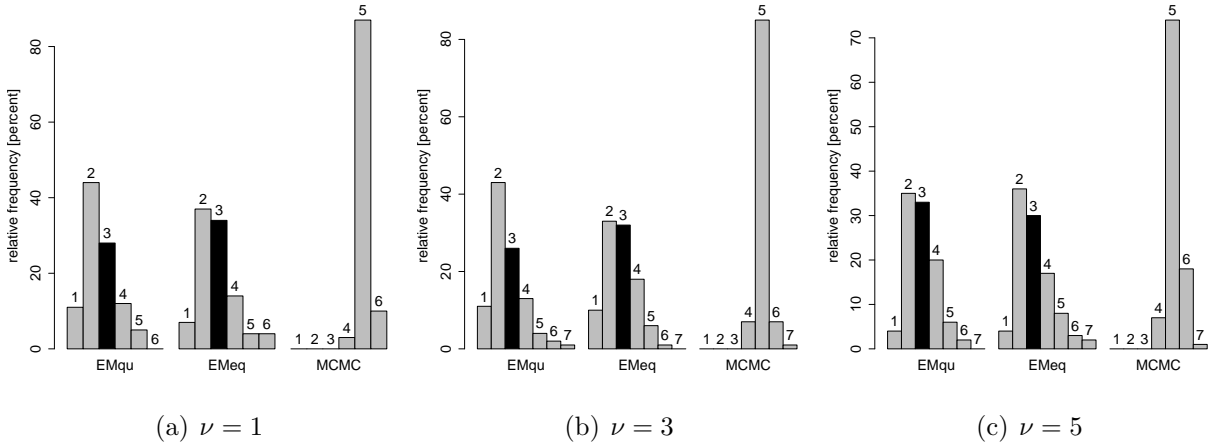 relative frequency [percent]
0 20 40 60 80
1 2 3 4 5 6
1 2 3 4 5 6
1 2 3 4 5 6
EMqu EMeq MCMC
(a) ν = 1
relative frequency [percent]
0 20 40 60 80
1 2 3 4 5 6 7
1 2 3 4 5 6 7
1 2 3 4 5 6 7
EMqu EMeq MCMC
(b) ν = 3
relative frequency [percent]
0 10 20 30 40 50 60 70
1 2 3 4 5 6 7
1 2 3 4 5 6 7
1 2 3 4 5 6 7
EMqu EMeq MCMC
(c) ν = 5